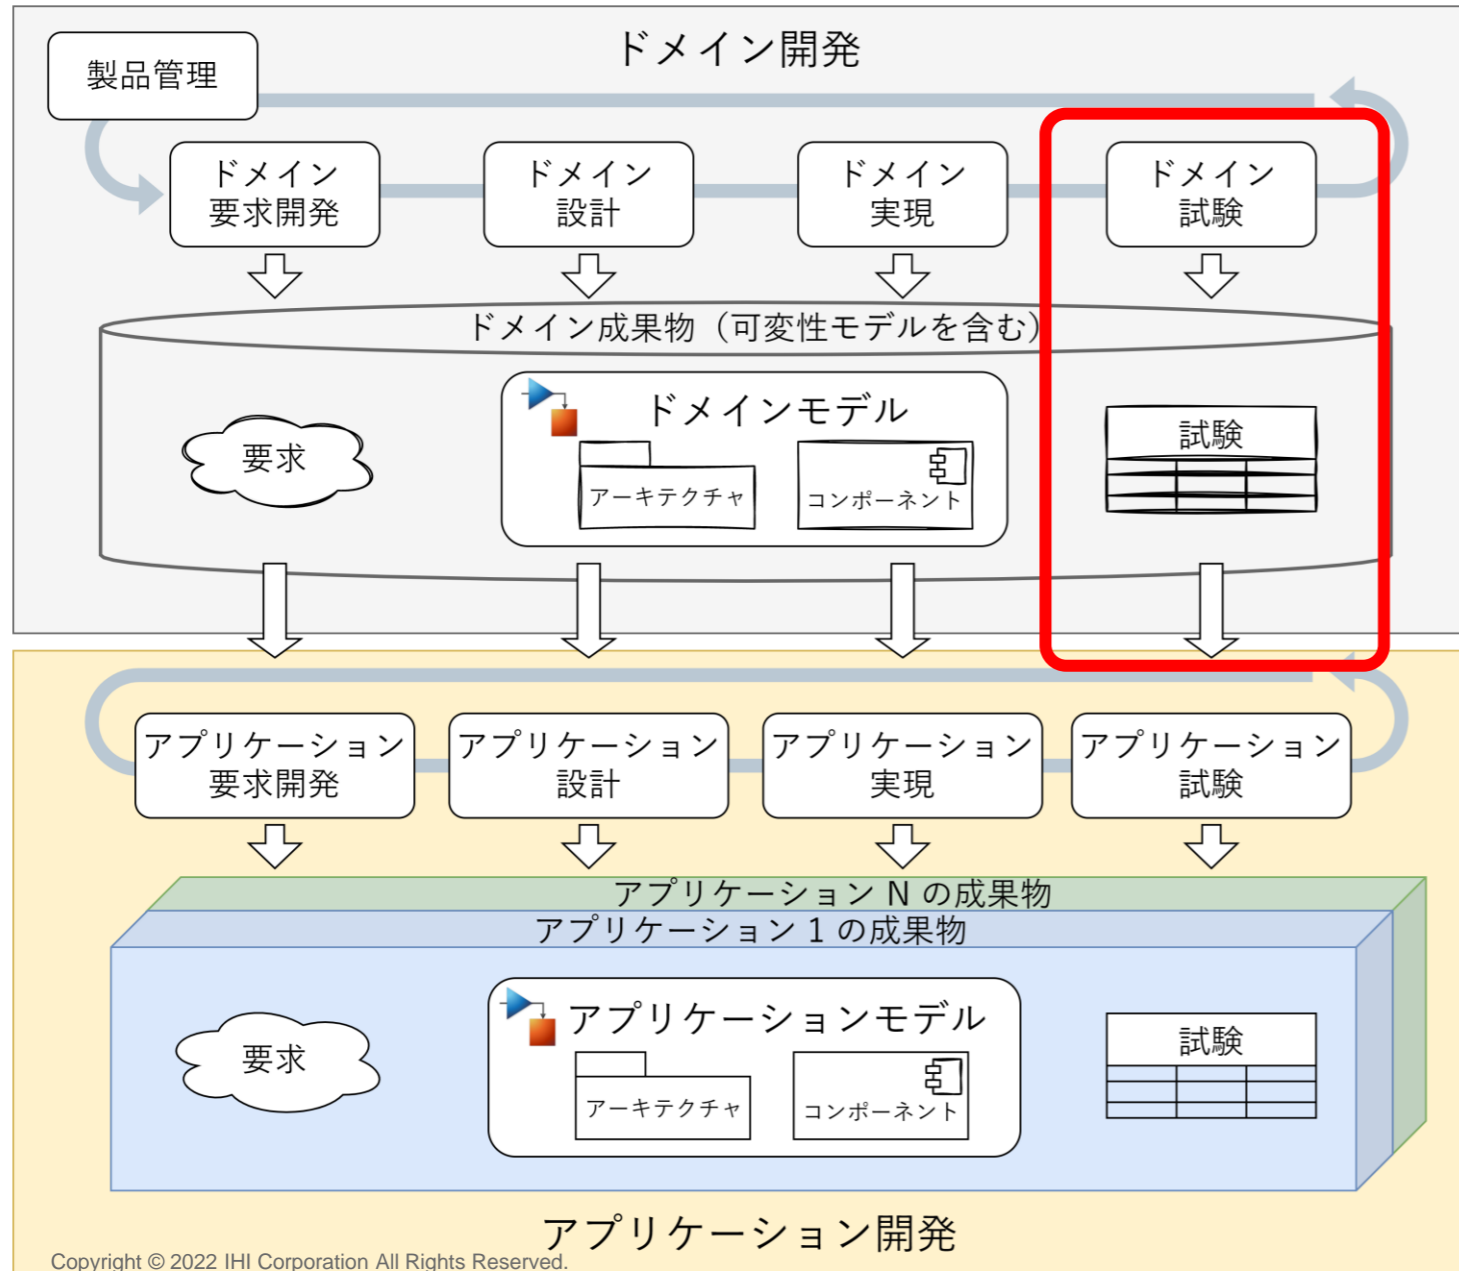 ドメイン開発
製品管理
ドメイン
要求開発
ドメイン
設計
ドメイン
実現
ドメイン
試験
ドメイン成果物（可変性モデルを含む）
ドメインモデル
要求
アーキテクチャ
コンポーネント
試験
アプリケーション
要求開発
アプリケーション
設計
アプリケーション
実現
アプリケーション
試験
アプリケーション N の成果物
アプリケーション 1 の成果物
アプリケーションモデル
要求
アーキテクチャ
コンポーネント
試験
アプリケーション開発
Copyright © 2022 IHI Corporation All Rights Reserved.